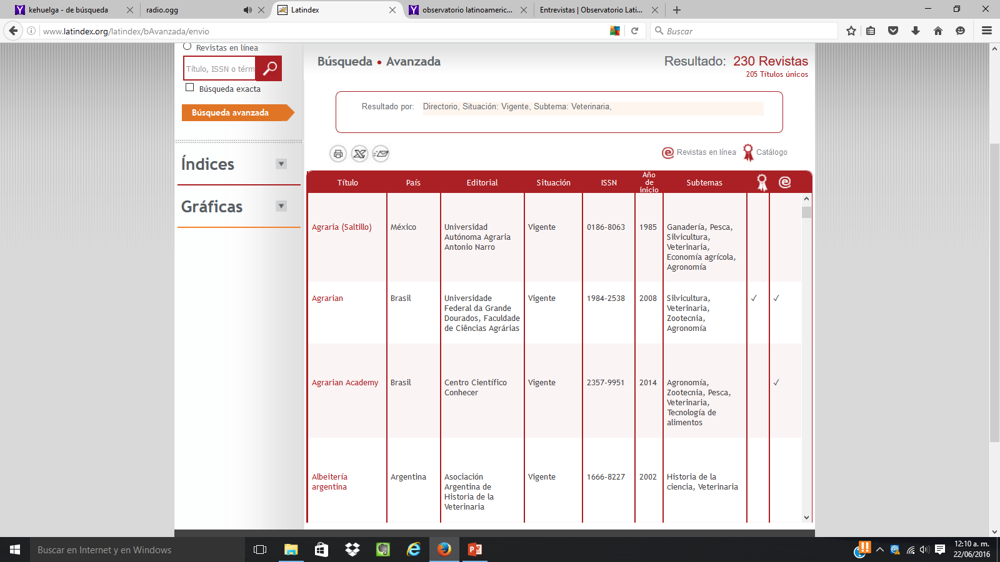 kehuelga - de búsqueda
radio.ogg
Latindex
observatorio latinoameric...
Entrevistas | Observatorio Lati...
www.latindex.org/latindex/bAvanzada/envio
Buscar
Revistas en línea
Título, ISSN o térm
Búsqueda exacta
Búsqueda avanzada
Índices
Gráficas
Búsqueda • Avanzada
Resultado: 230 Revistas
205 Títulos únicos
Resultado por: Directorio, Situación: Vigente, Subtema: Veterinaria,
Revistas en línea
Catálogo
Título País Editorial Situación ISSN Año de inicio Subtemas
Agraria (Saltillo) México Universidad Vigente 0186-8063 1985 Ganadería, Pesca,
Autónoma Agraria Silvicultura,
Antonio Narro Veterinaria,
Economía agrícola,
Agronomía
Agrarian Brasil Universidade Vigente 1984-2538 2008 Silvicultura, ✓ ✓
Federal da Grande Veterinaria,
Dourados, Faculdade Zootecnia,
de Ciências Agrárias Agronomía
Agrarian Academy Brasil Centro Científico Vigente 2357-9951 2014 Agronomía, ✓
Conhecer Zootecnia, Pesca,
Veterinaria,
Tecnología de
alimentos
Albeitería Argentina Asociación Vigente 1666-8227 2002 Historia de la
argentina Argentina de ciencia, Veterinaria
Historia de la
Veterinaria
Buscar en Internet y en Windows
12:10 a. m.
22/06/2016